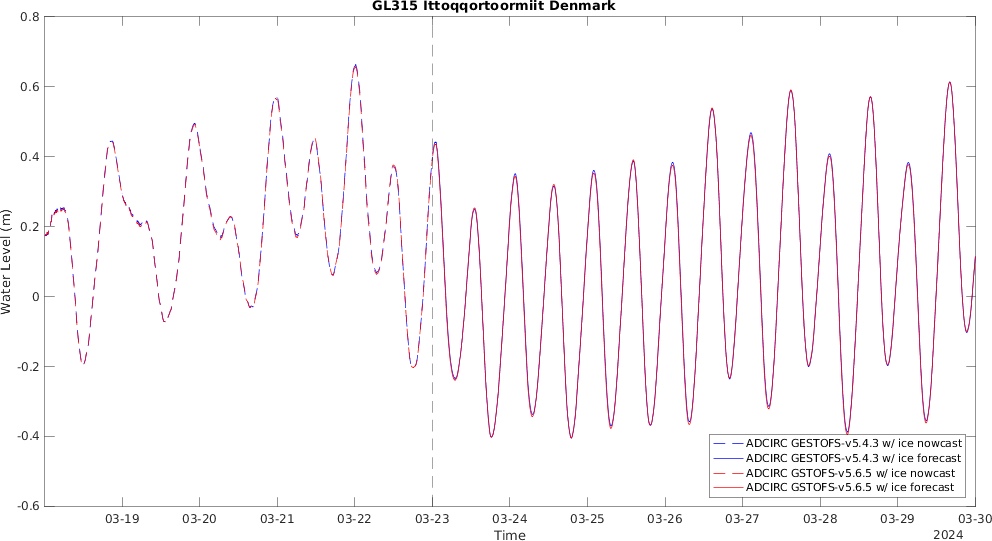 GL315 Ittoqqortoormiit Denmark
0.8
0.6
0.4
0.2
0
-0.2
-0.4
-0.6
Water Level (m)
03-19 03-20 03-21 03-22 03-23 03-24 03-25 03-26 03-27 03-28 03-29 03-30
Time
2024
ADCIRC GESTOFS-v5.4.3 w/ ice nowcast
ADCIRC GESTOFS-v5.4.3 w/ ice forecast
ADCIRC GSTOFS-v5.6.5 w/ ice nowcast
ADCIRC GSTOFS-v5.6.5 w/ ice forecast